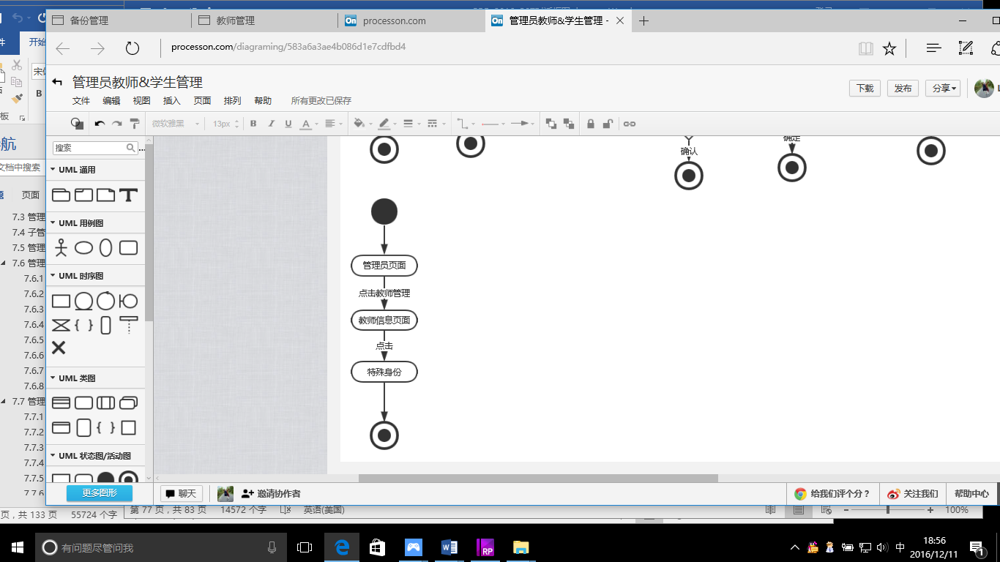 备份管理
教师管理
processon.com
管理员教师&学生管理 -
processon.com/diagraming/583a6a3ae4b086d1e7cdfbd4
开始
管理员教师&学生管理
文件 编辑 视图 插入 页面 排列 帮助 所有更改已保存
下载 发布 分享
微软雅黑 13px B I U A
B
航
搜索
文档中搜索
页面
UML 通用
UML 用例图
UML 时序图
UML 类图
UML 状态图/活动图
更多图形
7.3 管理
7.4 子管
7.5 管理
7.6 管理
7.6.1
7.6.2
7.6.3
7.6.4
7.6.5
7.6.6
7.6.7
7.6.8
7.7 管理
7.7.1
7.7.2
7.7.3
7.7.4
7.7.5
7.7.6
确认
确定
管理员页面
点击教师管理
教师信息页面
点击
特殊身份
聊天
邀请协作者
给我们评个分？
关注我们
帮助中心
页，共 133 页 55724 个字
第 77 页，共 83 页 14572 个字 英语(美国)
100%
有问题尽管问我
RP
中
18:56
2016/12/11
1